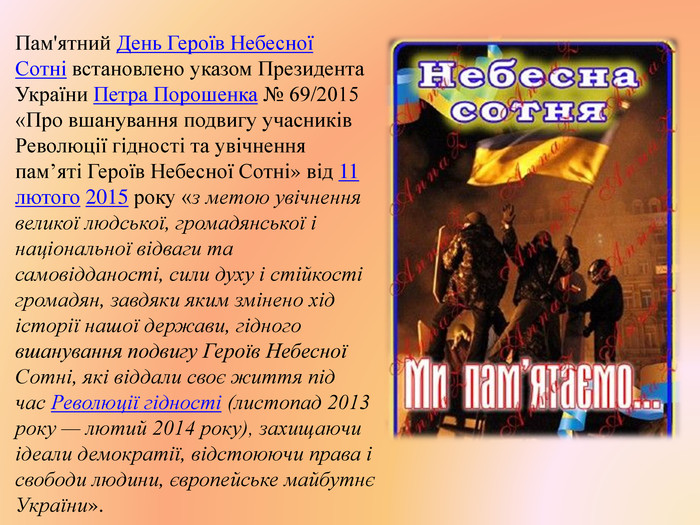 Пам'ятний День Героїв Небесної
Сотні встановлено указом Президента
України Петра Порошенка № 69/2015
«Про вшанування подвигу учасників
Революції гідності та увічнення
пам’яті Героїв Небесної Сотні» від 11
лютого 2015 року «з метою увічнення
великої людської, громадянської і
національної відваги та
самовідданості, сили духу і стійкості
громадян, завдяки яким змінено хід
історії нашої держави, гідного
вшанування подвигу Героїв Небесної
Сотні, які віддали своє життя під
час Революції гідності (листопад 2013
року — лютий 2014 року), захищаючи
ідеали демократії, відстоюючи права і
свободи людини, європейське майбутнє
України».
Небесна
сотня
Ми пам’ятаємо...